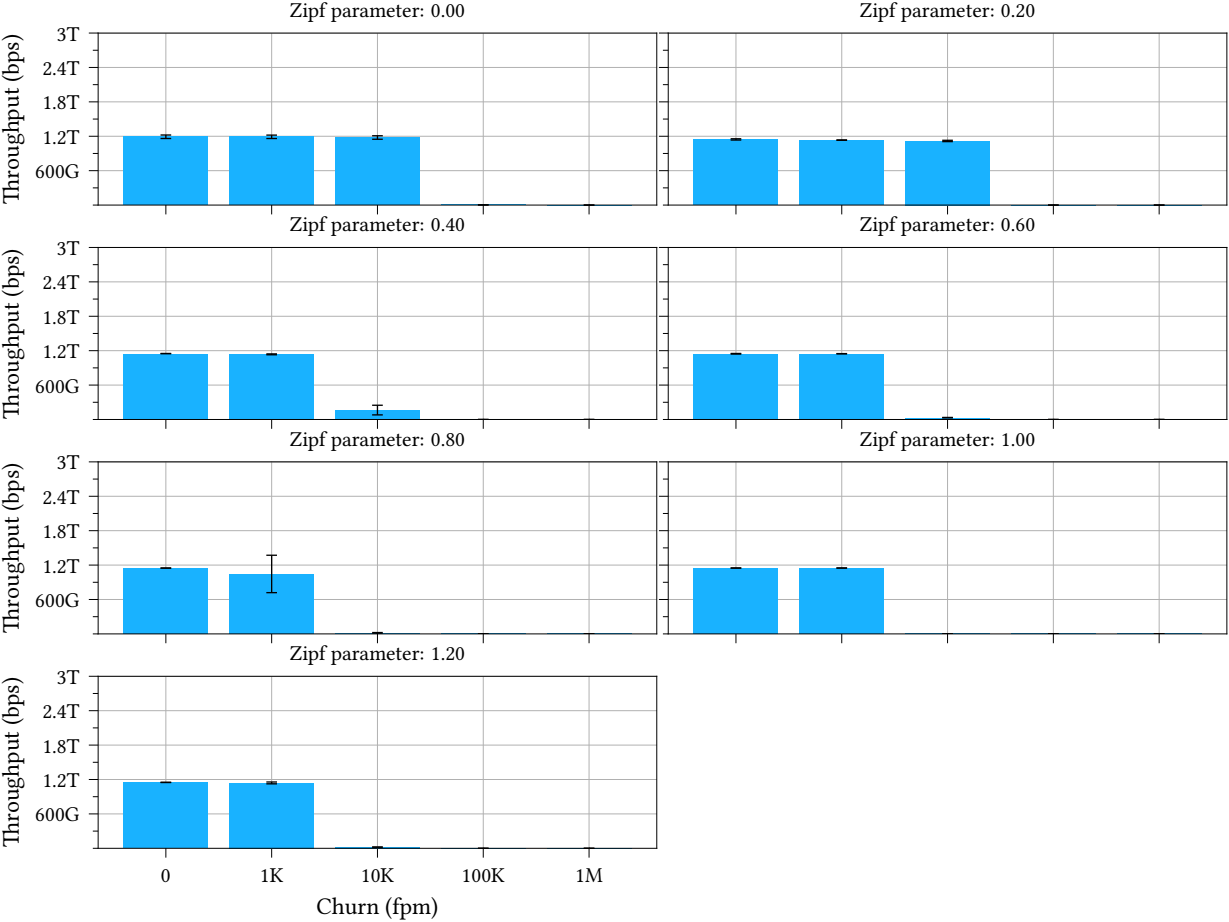 Zipf parameter: 0.00
Zipf parameter: 0.20
Throughput (bps)
3T
2.4T
1.8T
1.2T
600G
Zipf parameter: 0.40
Zipf parameter: 0.60
Throughput (bps)
3T
2.4T
1.8T
1.2T
600G
Zipf parameter: 0.80
Zipf parameter: 1.00
Throughput (bps)
3T
2.4T
1.8T
1.2T
600G
Zipf parameter: 1.20
Throughput (bps)
3T
2.4T
1.8T
1.2T
600G
0 1K 10K 100K 1M
Churn (fpm)